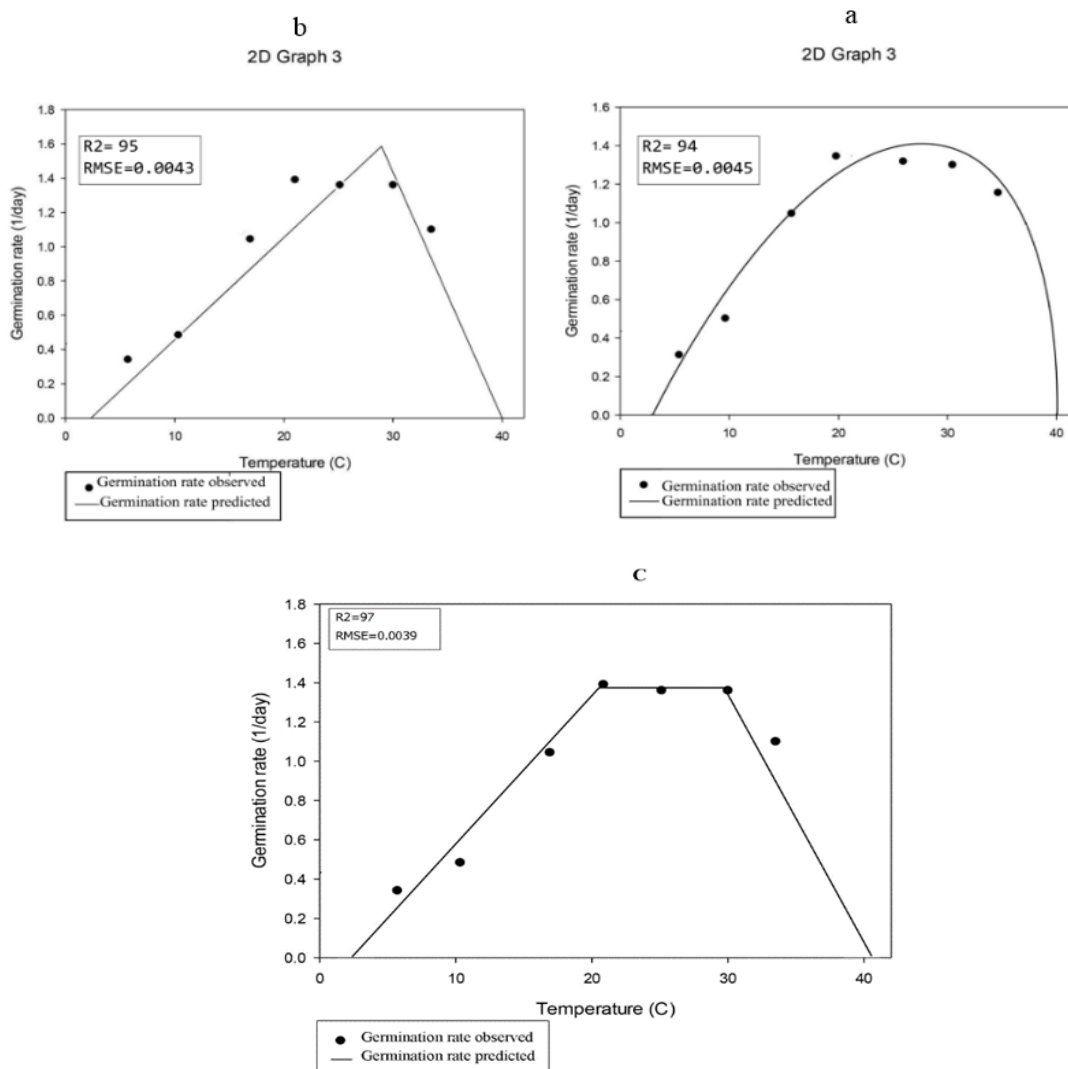 b
2D Graph 3
1.8
1.6
1.4
1.2
1.0
0.8
0.6
0.4
0.2
0.0
R2= 95
RMSE=0.0043
Germination rate (1/day)
0 10 20 30 40
Temperature (C)
Germination rate observed
Germination rate predicted
a
2D Graph 3
1.6
1.4
1.2
1.0
0.8
0.6
0.4
0.2
0.0
R2= 94
RMSE=0.0045
Germination rate (1/day)
0 10 20 30 40
Temperature (C)
Germination rate observed
Germination rate predicted
c
1.8
1.6
1.4
1.2
1.0
0.8
0.6
0.4
0.2
0.0
R2=97
RMSE=0.0039
Germination rate (1/day)
0 10 20 30 40
Temperature (C)
Germination rate observed
Germination rate predicted